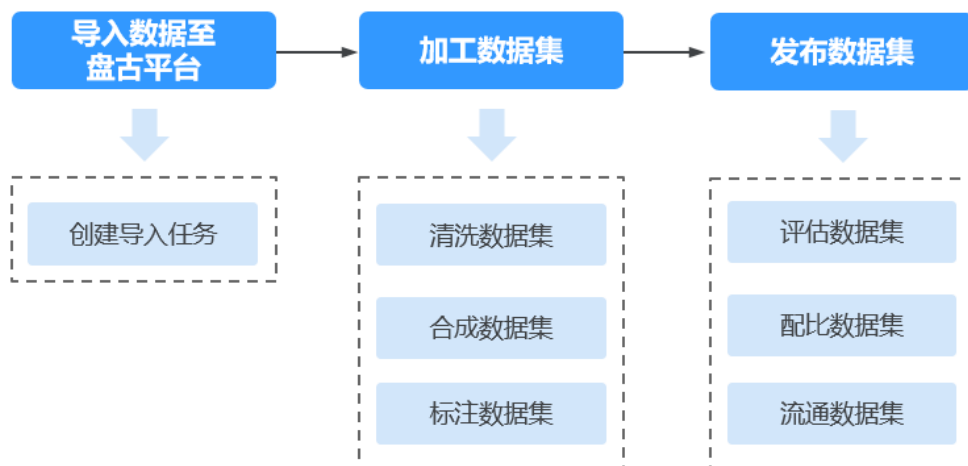 导入数据至
盘古平台
加工数据集
发布数据集
创建导入任务
清洗数据集
评估数据集
合成数据集
配比数据集
标注数据集
流通数据集